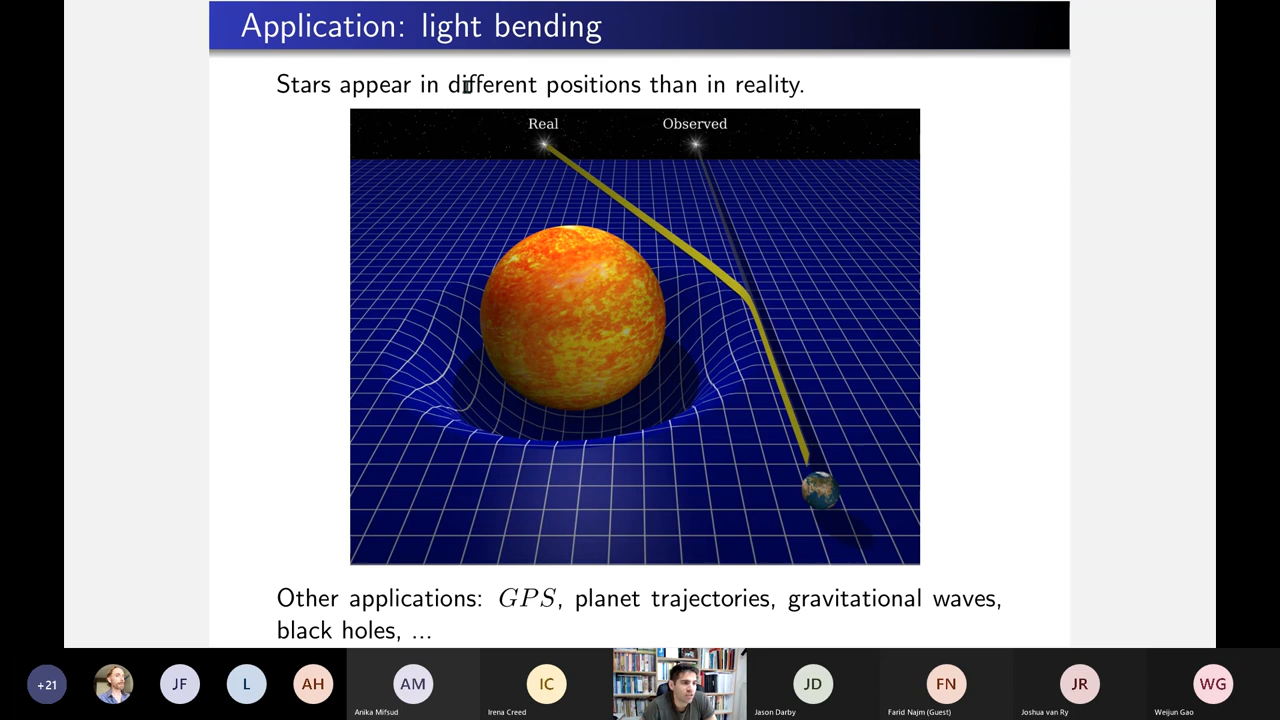 Application: light bending
Stars appear in different positions than in reality.
Real Observed
Other applications: GPS, planet trajectories, gravitational waves,
black holes, ...
+21 JF L AH AM IC JD FN JR WG
Anika Mifsud Irena Creed Jason Darby Farid Najm (Guest) Joshua van Ry Weijun Gao